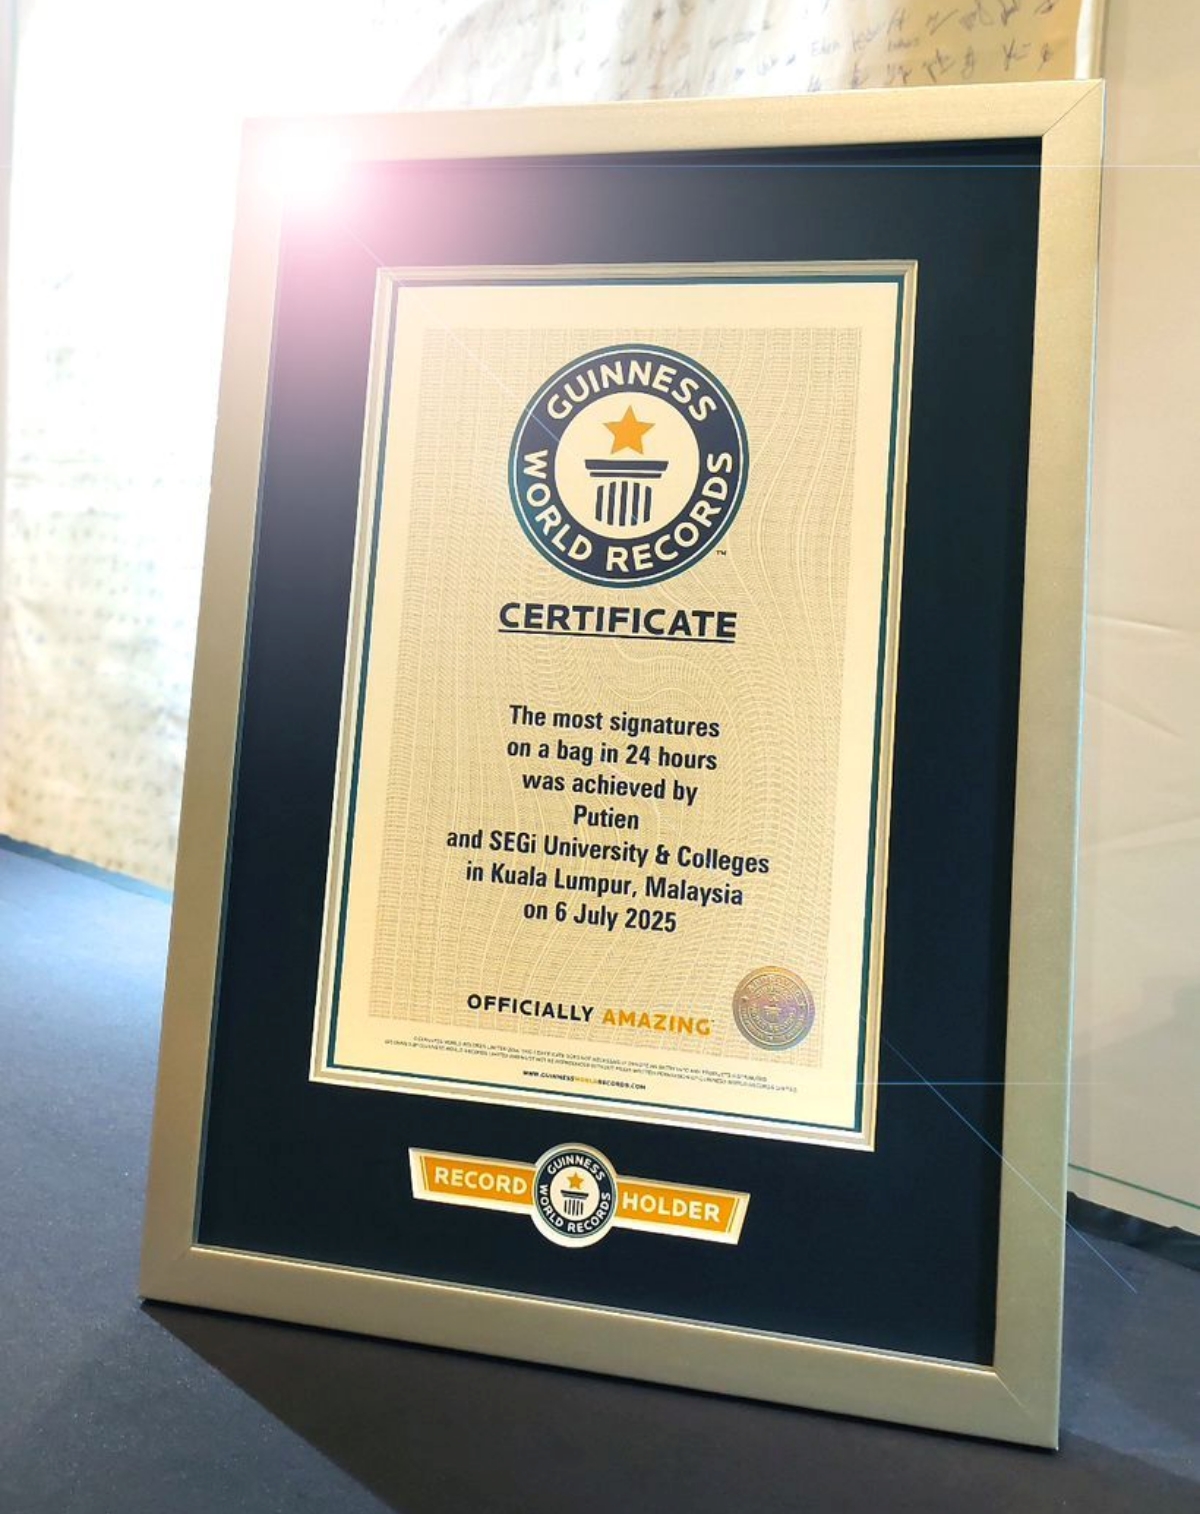 GUINNESS
WORLD RECORDS
™
CERTIFICATE
The most signatures
on a bag in 24 hours
was achieved by
Putien
and SEGi University & Colleges
in Kuala Lumpur, Malaysia
on 6 July 2025
OFFICIALLY AMAZING
WWW.GUINNESSWORLDRECORDS.COM
RECORD
GUINNESS
WORLD RECORDS
HOLDER